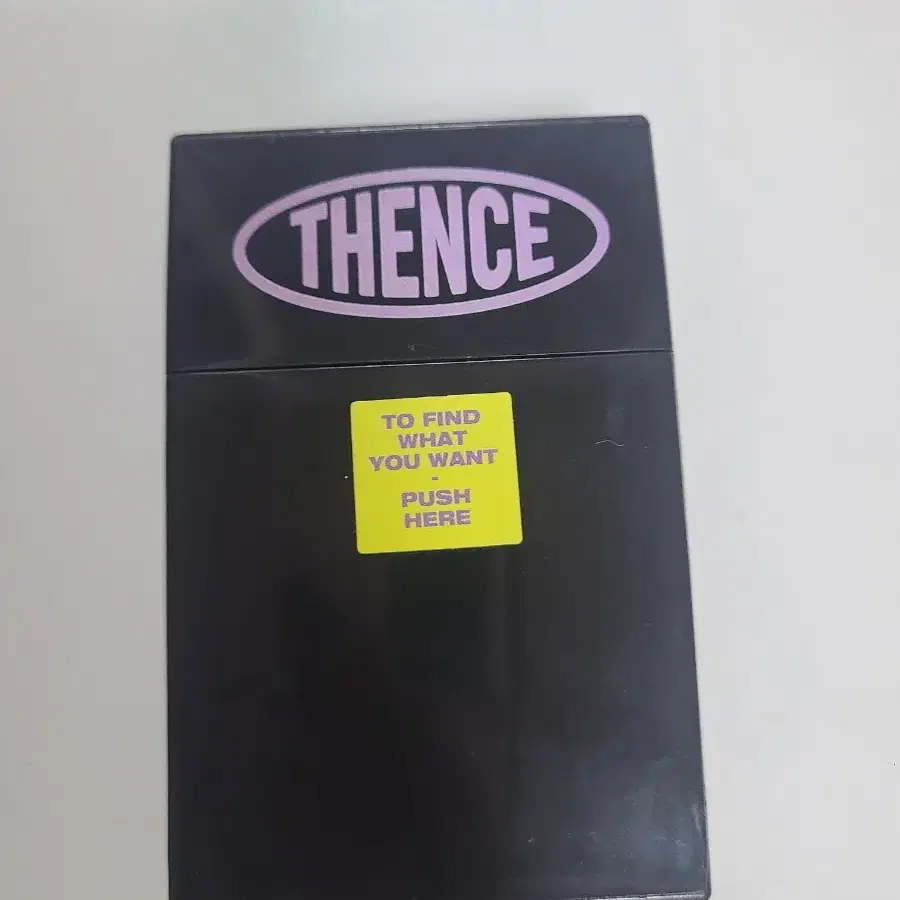 THENCE
TO FIND
WHAT
YOU WANT
-
PUSH
HERE